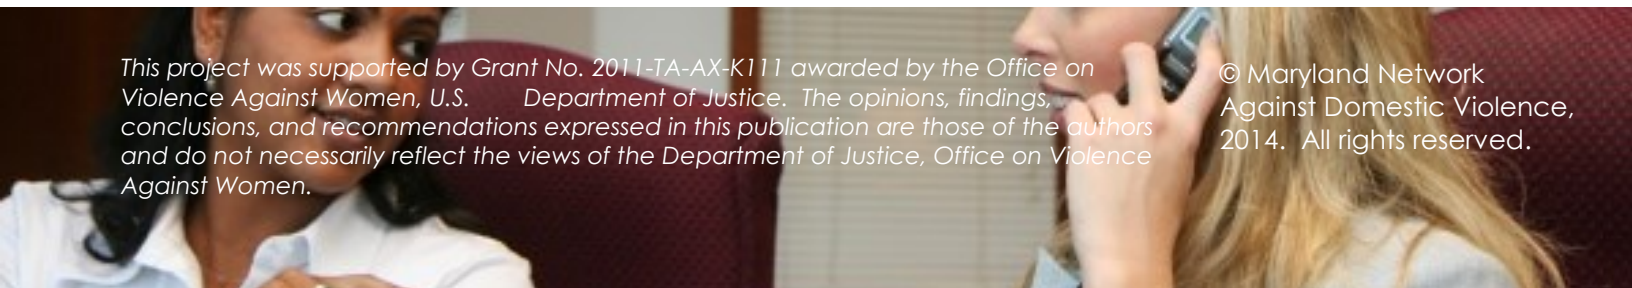 This project was supported by Grant No. 2011-TA-AX-K111 awarded by the Office on
Violence Against Women, U.S. Department of Justice. The opinions, findings,
conclusions, and recommendations expressed in this publication are those of the authors
and do not necessarily reflect the views of the Department of Justice, Office on Violence
Against Women.
© Maryland Network
Against Domestic Violence,
2014. All rights reserved.